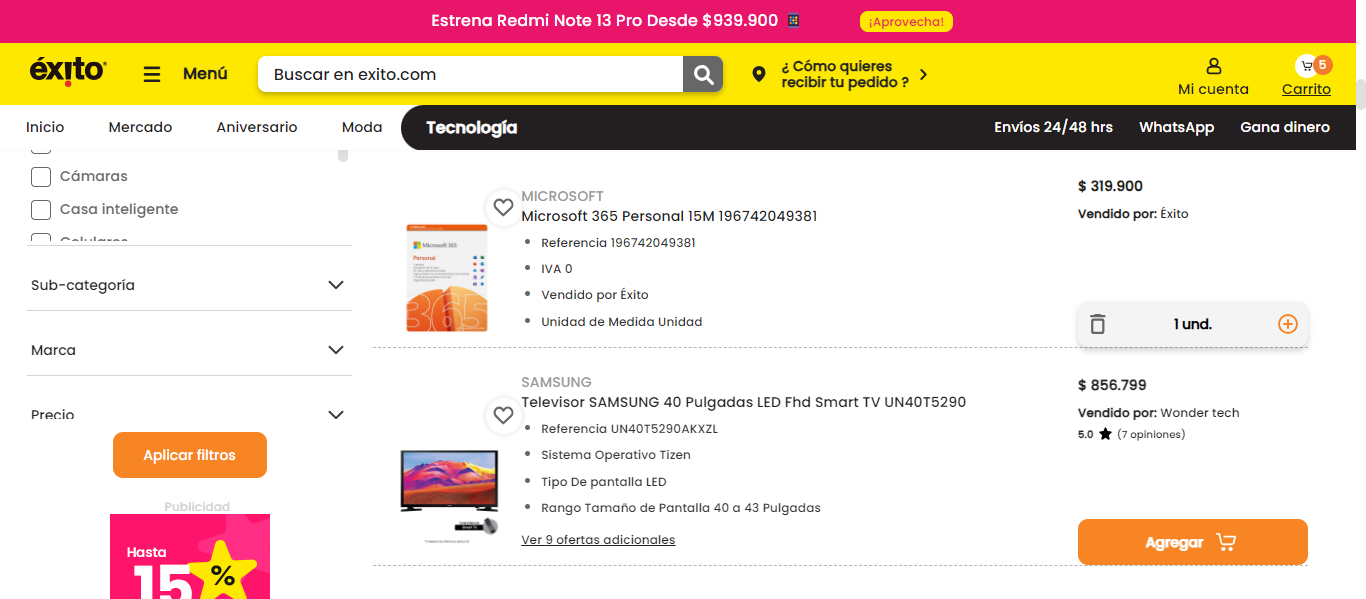 Estrena Redmi Note 13 Pro Desde $939.900
¡Aprovecha!
éxito
Menú
Buscar en exito.com
¿ Cómo quieres
recibir tu pedido ?
Mi cuenta
5
Carrito
Inicio
Mercado
Aniversario
Moda
Tecnología
Envíos 24/48 hrs
WhatsApp
Gana dinero
Cámaras
Casa inteligente
Celulares
Sub-categoría
Marca
Precio
Aplicar filtros
Publicidad
Hasta
15%
MICROSOFT
Microsoft 365 Personal 15M 196742049381
Referencia 196742049381
IVA 0
Vendido por Éxito
Unidad de Medida Unidad
Microsoft 365
Personal
365
$ 319.900
Vendido por: Éxito
1 und.
SAMSUNG
Televisor SAMSUNG 40 Pulgadas LED Fhd Smart TV UN40T5290
Referencia UN40T5290AKXZL
Sistema Operativo Tizen
Tipo De pantalla LED
Rango Tamaño de Pantalla 40 a 43 Pulgadas
Ver 9 ofertas adicionales
$ 856.799
Vendido por: Wonder tech
5.0 (7 opiniones)
Agregar